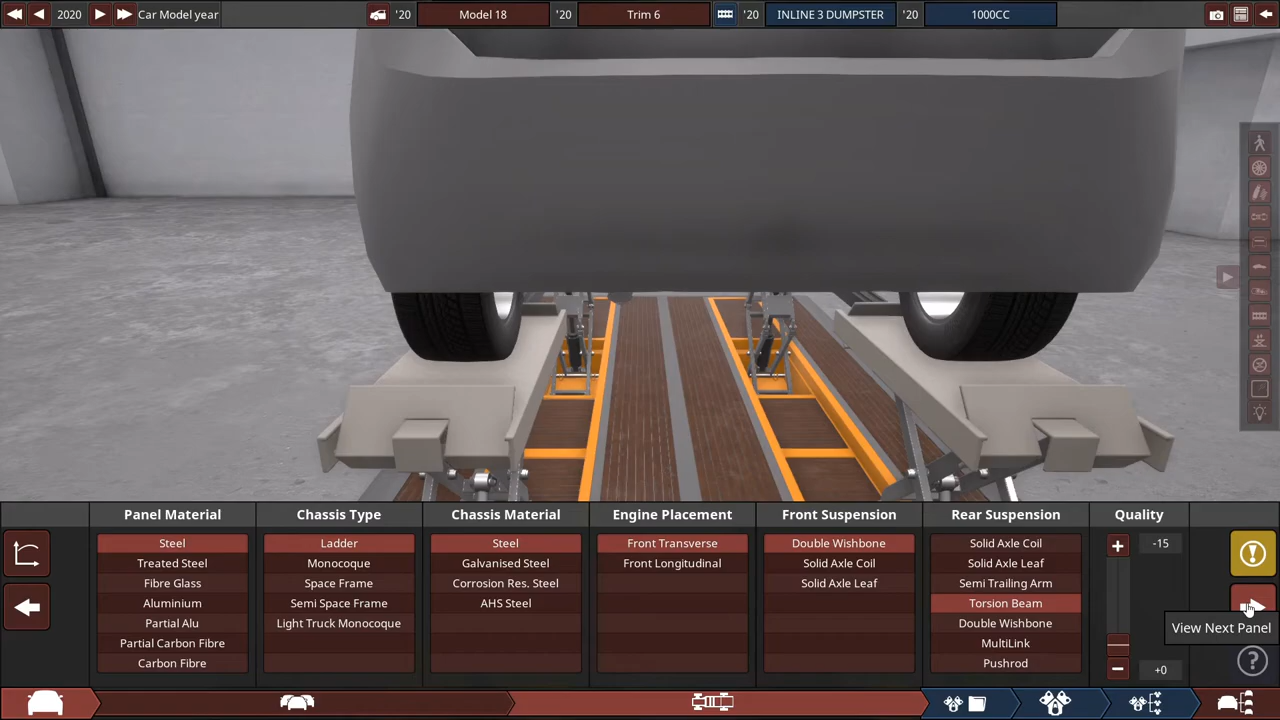 2020 Car Model year '20 Model 18 '20 Trim 6 '20 INLINE 3 DUMPSTER '20 1000CC
Panel Material
Steel
Treated Steel
Fibre Glass
Aluminium
Partial Alu
Partial Carbon Fibre
Carbon Fibre
Chassis Type
Ladder
Monocoque
Space Frame
Semi Space Frame
Light Truck Monocoque
Chassis Material
Steel
Galvanised Steel
Corrosion Res. Steel
AHS Steel
Engine Placement
Front Transverse
Front Longitudinal
Front Suspension
Double Wishbone
Solid Axle Coil
Solid Axle Leaf
Rear Suspension
Solid Axle Coil
Solid Axle Leaf
Semi Trailing Arm
Torsion Beam
Double Wishbone
MultiLink
Pushrod
Quality
-15
+0
View Next Panel